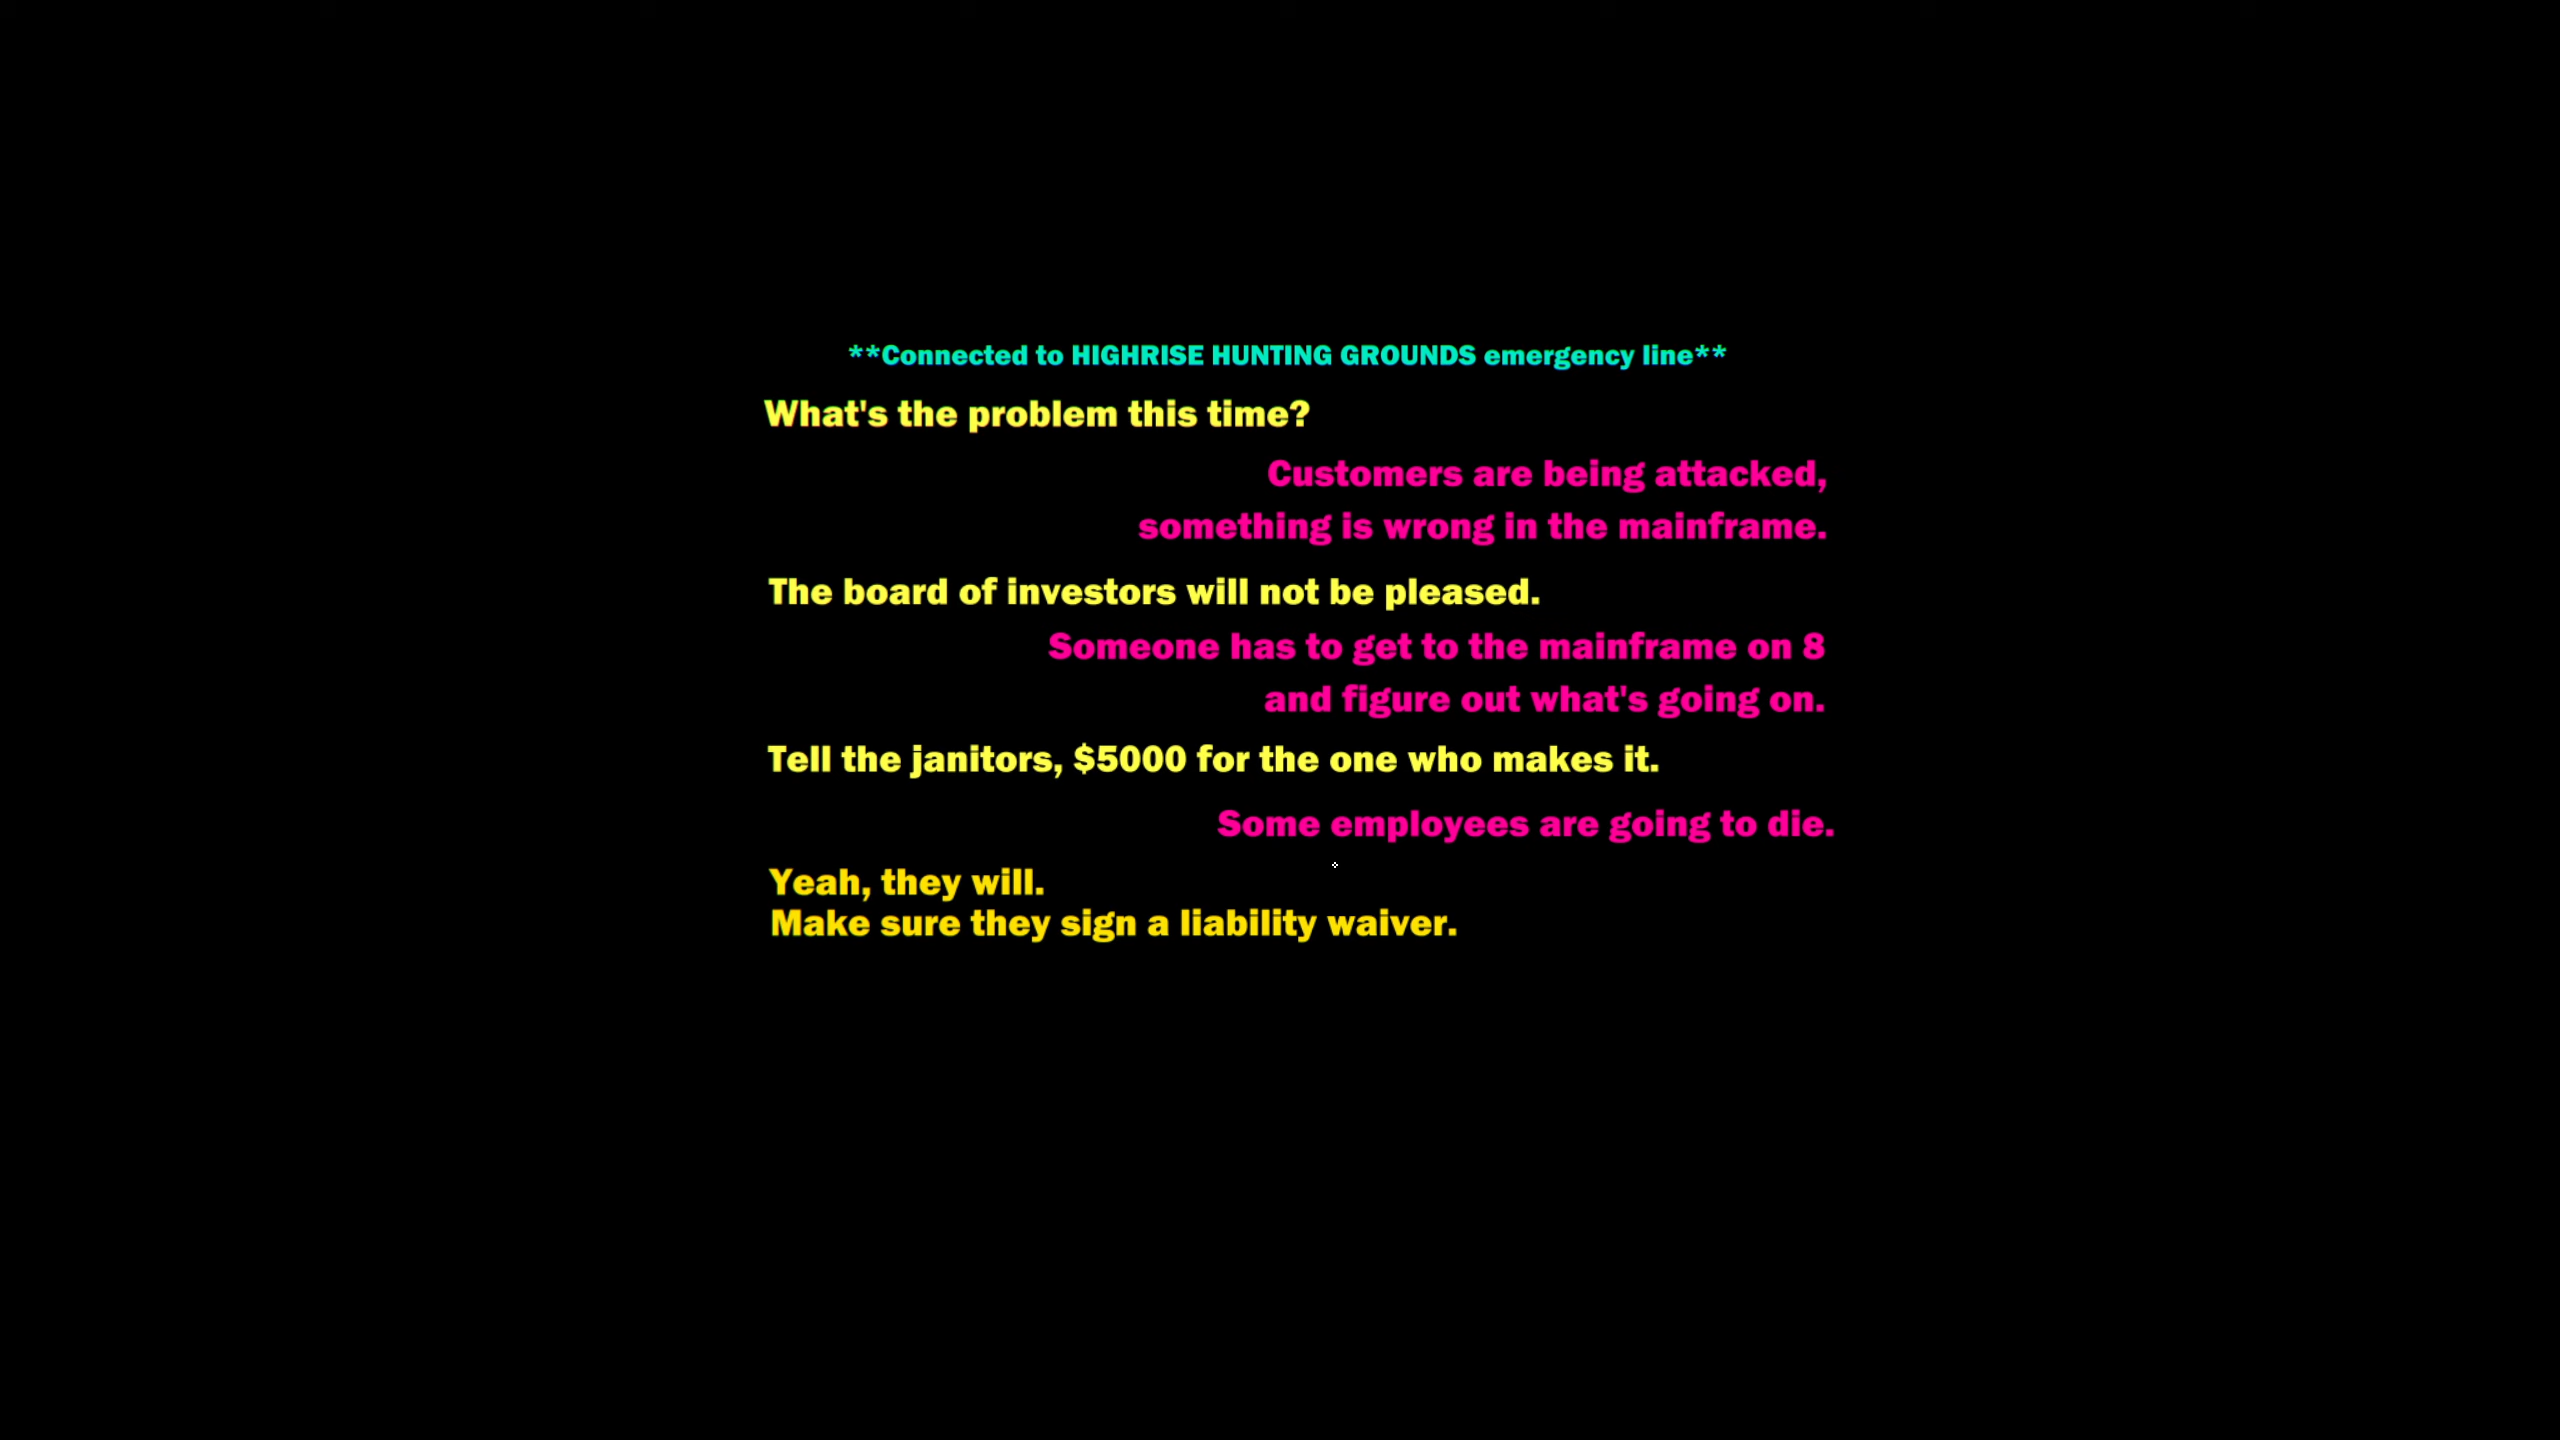 **Connected to HIGHRISE HUNTING GROUNDS emergency line**
What's the problem this time?
Customers are being attacked,
something is wrong in the mainframe.
The board of investors will not be pleased.
Someone has to get to the mainframe on 8
and figure out what's going on.
Tell the janitors, $5000 for the one who makes it.
Some employees are going to die.
Yeah, they will.
Make sure they sign a liability waiver.